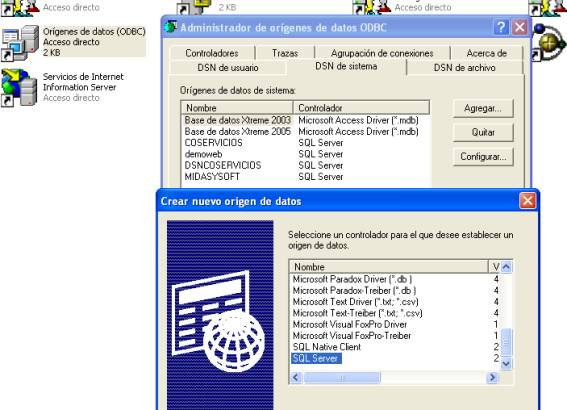 Acceso directo
2 KB
Acceso directo
Orígenes de datos (ODBC)
Acceso directo
2 KB
Servicios de Internet
Information Server
Acceso directo
Administrador de orígenes de datos ODBC
Controladores Trazas Agrupación de conexiones Acerca de
DSN de usuario DSN de sistema DSN de archivo
Orígenes de datos de sistema:
Nombre Controlador
Base de datos Xtreme 2003 Microsoft Access Driver (*.mdb)
Base de datos Xtreme 2005 Microsoft Access Driver (*.mdb)
COSERVICIOS SQL Server
demoweb SQL Server
DSNCOSERVICIOS SQL Server
MIDASYSOFT SQL Server
Agregar...
Quitar
Configurar...
Crear nuevo origen de datos
Seleccione un controlador para el que desee establecer un
origen de datos.
Nombre V
Microsoft Paradox Driver (*.db ) 4
Microsoft Paradox-Treiber (*.db ) 4
Microsoft Text Driver (*.txt; *.csv) 4
Microsoft Text-Treiber (*.txt; *.csv) 4
Microsoft Visual FoxPro Driver 1
Microsoft Visual FoxPro-Treiber 1
SQL Native Client 2
SQL Server 2